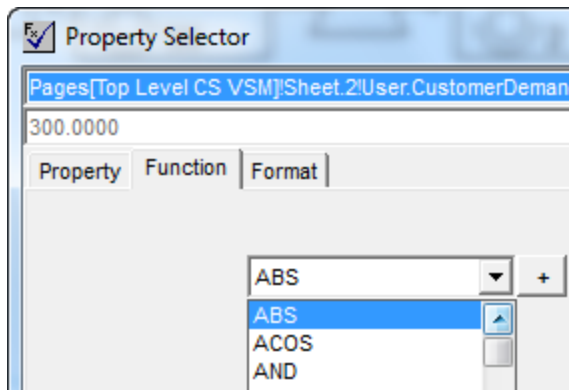 Property Selector
Pages[Top Level CS VSM]!Sheet.2!User.CustomerDeman
300.0000
Property Function Format
ABS +
ABS
ACOS
AND